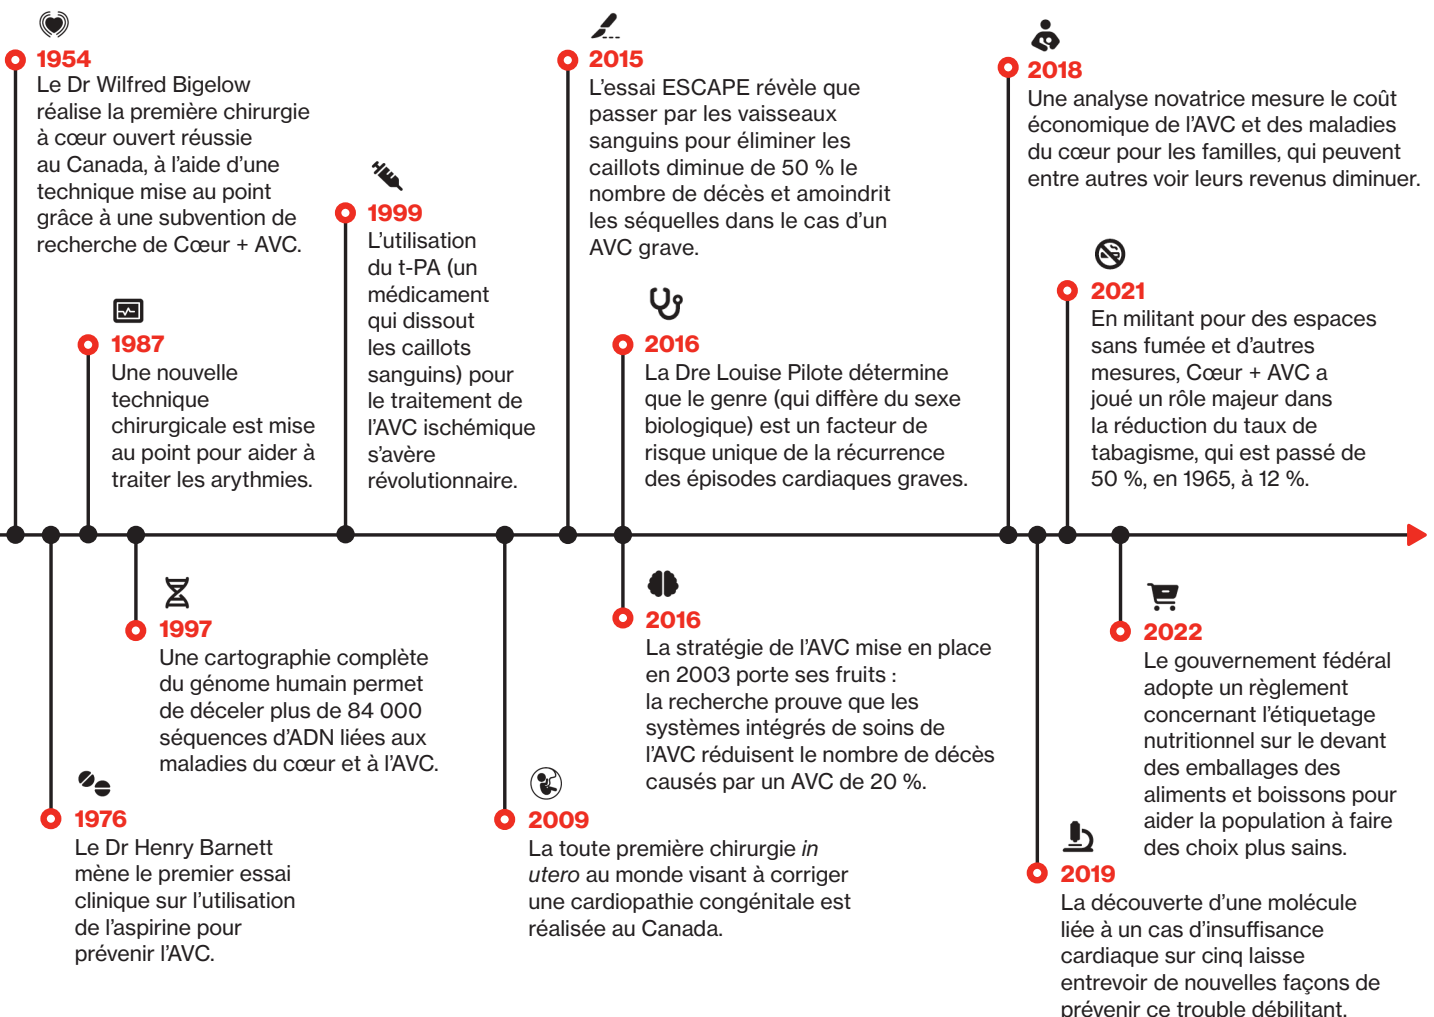 1954
Le Dr Wilfred Bigelow
réalise la première chirurgie
à cœur ouvert réussie
au Canada, à l’aide d’une
technique mise au point
grâce à une subvention de
recherche de Cœur + AVC.
1976
Le Dr Henry Barnett
mène le premier essai
clinique sur l’utilisation
de l’aspirine pour
prévenir l’AVC.
1987
Une nouvelle
technique
chirurgicale est mise
au point pour aider à
traiter les arythmies.
1997
Une cartographie complète
du génome humain permet
de déceler plus de 84 000
séquences d’ADN liées aux
maladies du cœur et à l’AVC.
1999
L’utilisation
du t-PA (un
médicament
qui dissout
les caillots
sanguins) pour
le traitement de
l’AVC ischémique
s’avère
révolutionnaire.
2009
La toute première chirurgie in
utero au monde visant à corriger
une cardiopathie congénitale est
réalisée au Canada.
2015
L’essai ESCAPE révèle que
passer par les vaisseaux
sanguins pour éliminer les
caillots diminue de 50 % le
nombre de décès et amoindrit
les séquelles dans le cas d’un
AVC grave.
2016
La Dre Louise Pilote détermine
que le genre (qui diffère du sexe
biologique) est un facteur de
risque unique de la récurrence
des épisodes cardiaques graves.
2016
La stratégie de l’AVC mise en place
en 2003 porte ses fruits :
la recherche prouve que les
systèmes intégrés de soins de
l’AVC réduisent le nombre de décès
causés par un AVC de 20 %.
2018
Une analyse novatrice mesure le coût
économique de l’AVC et des maladies
du cœur pour les familles, qui peuvent
entre autres voir leurs revenus diminuer.
2019
La découverte d’une molécule
liée à un cas d’insuffisance
cardiaque sur cinq laisse
entrevoir de nouvelles façons de
prévenir ce trouble débilitant.
2021
En militant pour des espaces
sans fumée et d’autres
mesures, Cœur + AVC a
joué un rôle majeur dans
la réduction du taux de
tabagisme, qui est passé de
50 %, en 1965, à 12 %.
2022
Le gouvernement fédéral
adopte un règlement
concernant l’étiquetage
nutritionnel sur le devant
des emballages des
aliments et boissons pour
aider la population à faire
des choix plus sains.